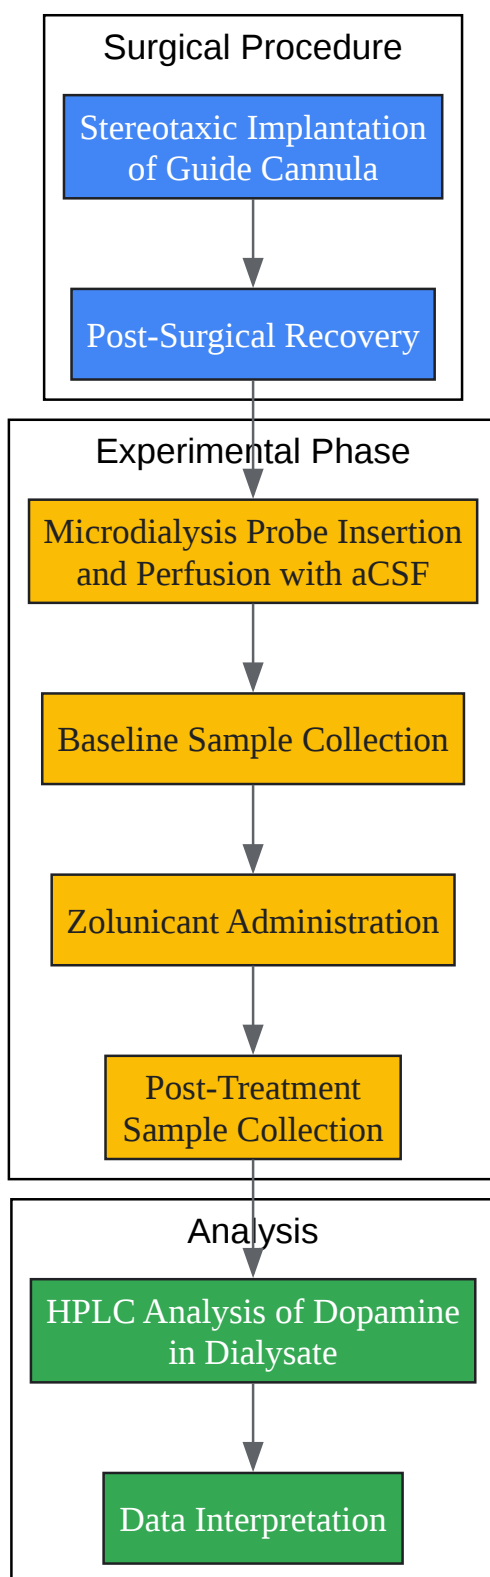 Surgical Procedure
Stereotaxic Implantation
of Guide Cannula
Post-Surgical Recovery
Experimental Phase
Microdialysis Probe Insertion
and Perfusion with aCSF
Baseline Sample Collection
Zolunicant Administration
Post-Treatment
Sample Collection
Analysis
HPLC Analysis of Dopamine
in Dialysate
Data Interpretation